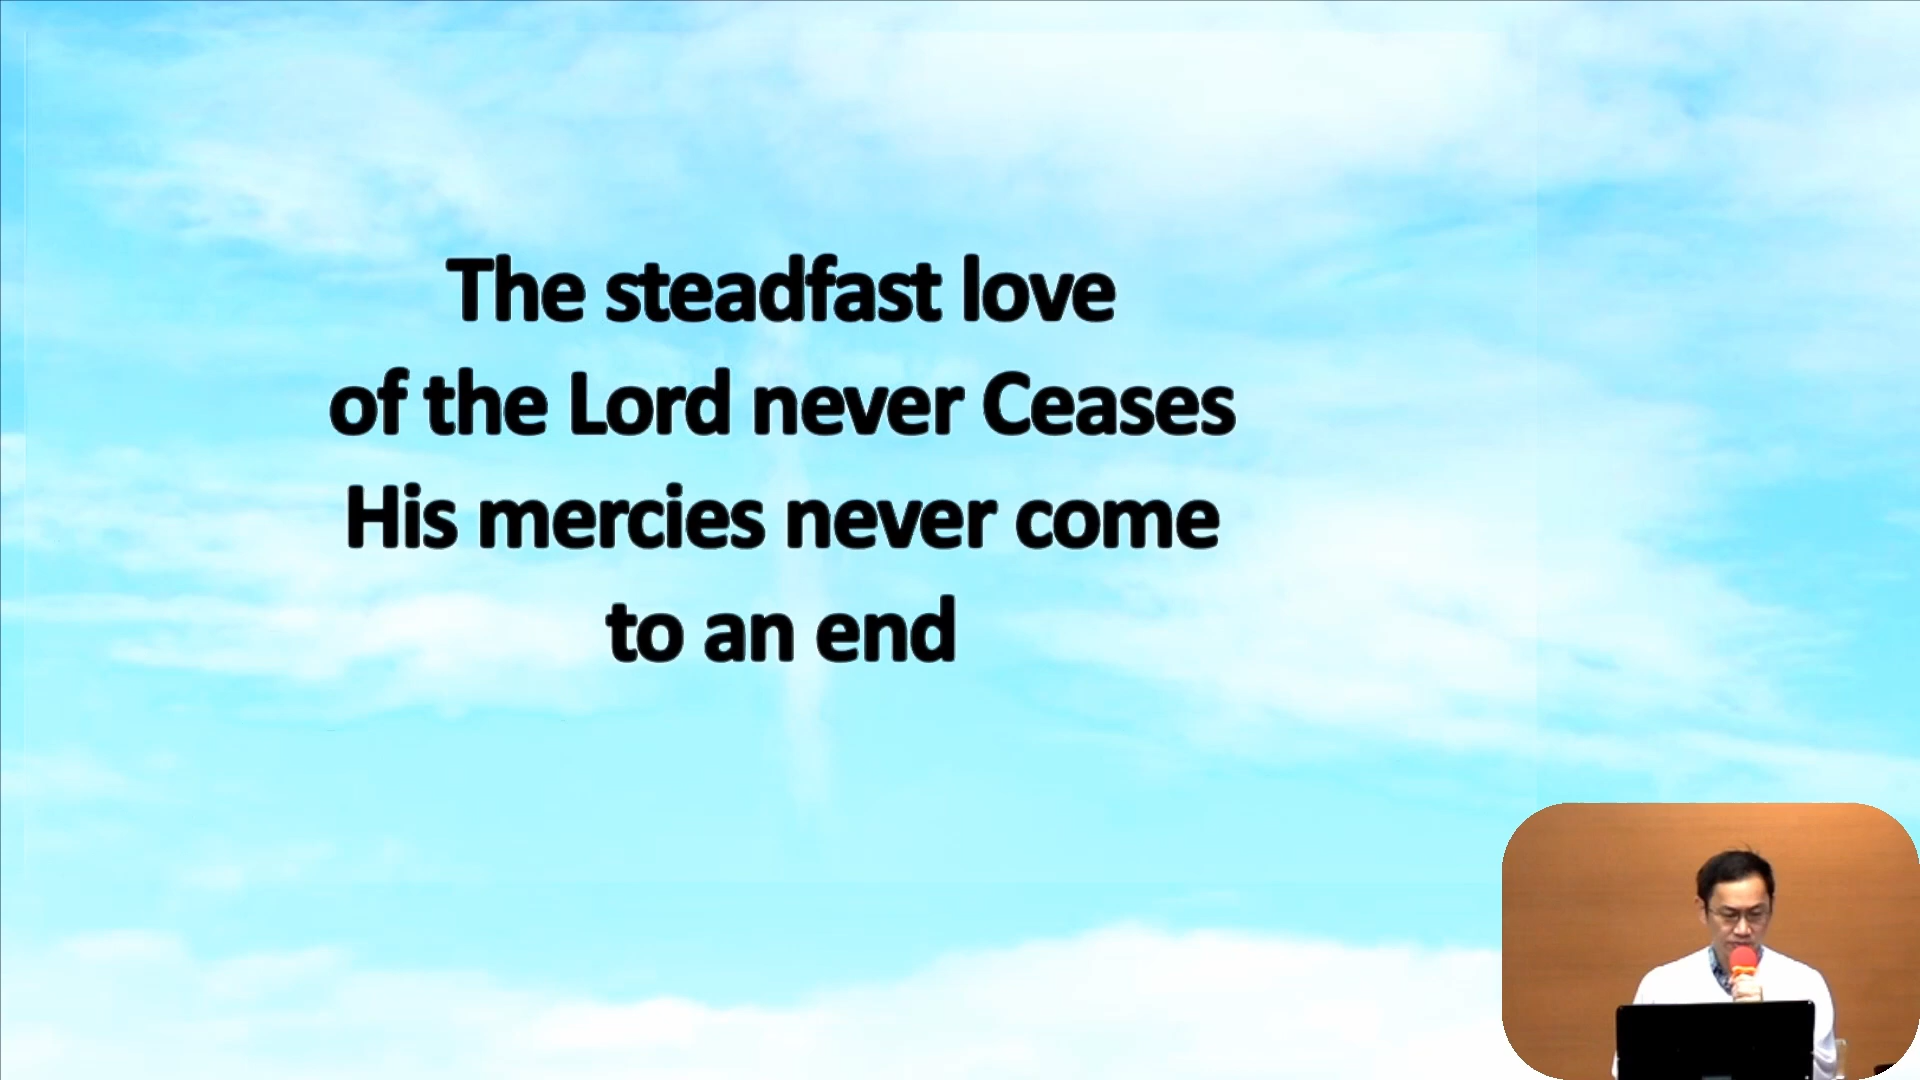 The steadfast love
of the Lord never Ceases
His mercies never come
to an end